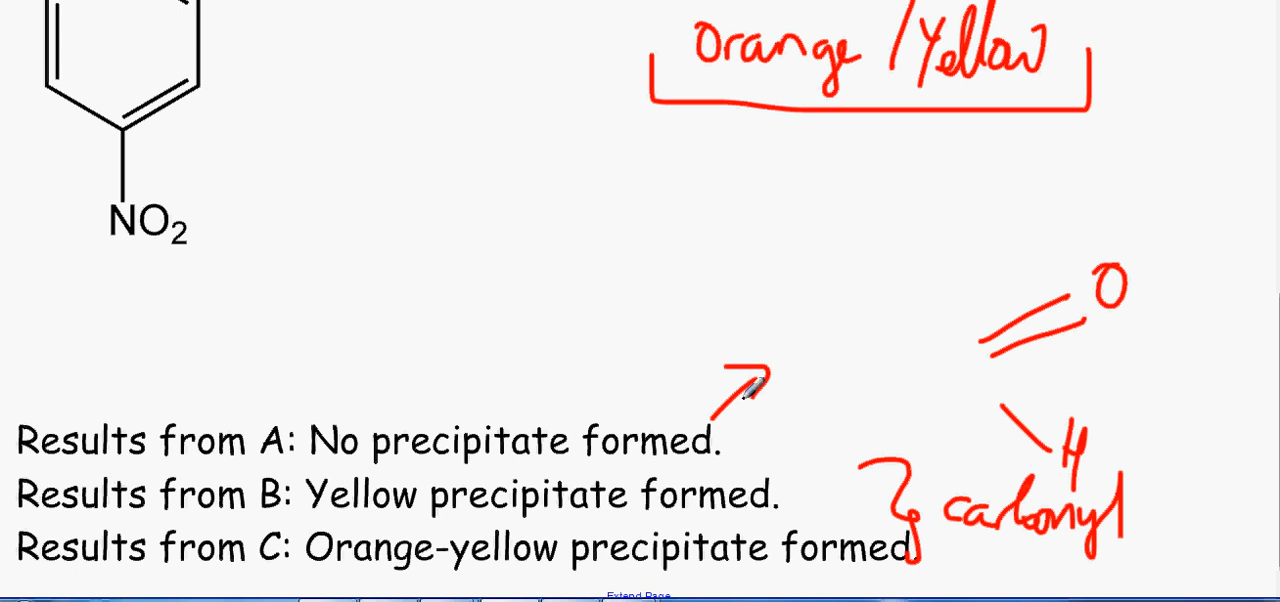 Orange / Yellow
NO2
O
H
Results from A: No precipitate formed.
Results from B: Yellow precipitate formed.
carbonyl
Results from C: Orange-yellow precipitate formed.
Extend Page